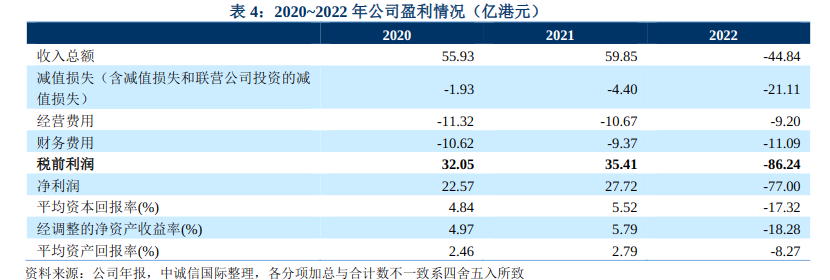 表 4：2020~2022 年公司盈利情况（亿港元）
2020 2021 2022
收入总额 55.93 59.85 -44.84
减值损失（含减值损失和联营公司投资的减
值损失） -1.93 -4.40 -21.11
经营费用 -11.32 -10.67 -9.20
财务费用 -10.62 -9.37 -11.09
税前利润 32.05 35.41 -86.24
净利润 22.57 27.72 -77.00
平均资本回报率(%) 4.84 5.52 -17.32
经调整的净资产收益率(%) 4.97 5.79 -18.28
平均资产回报率(%) 2.46 2.79 -8.27
资料来源：公司年报，中诚信国际整理，各分项加总与合计数不一致系四舍五入所致